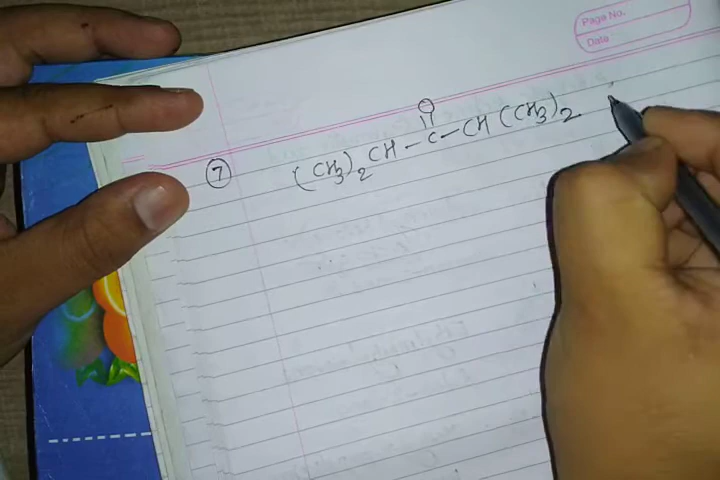 Page No.
Date
O
||
⑦ (CH₃)₂CH – C – CH(CH₃)₂